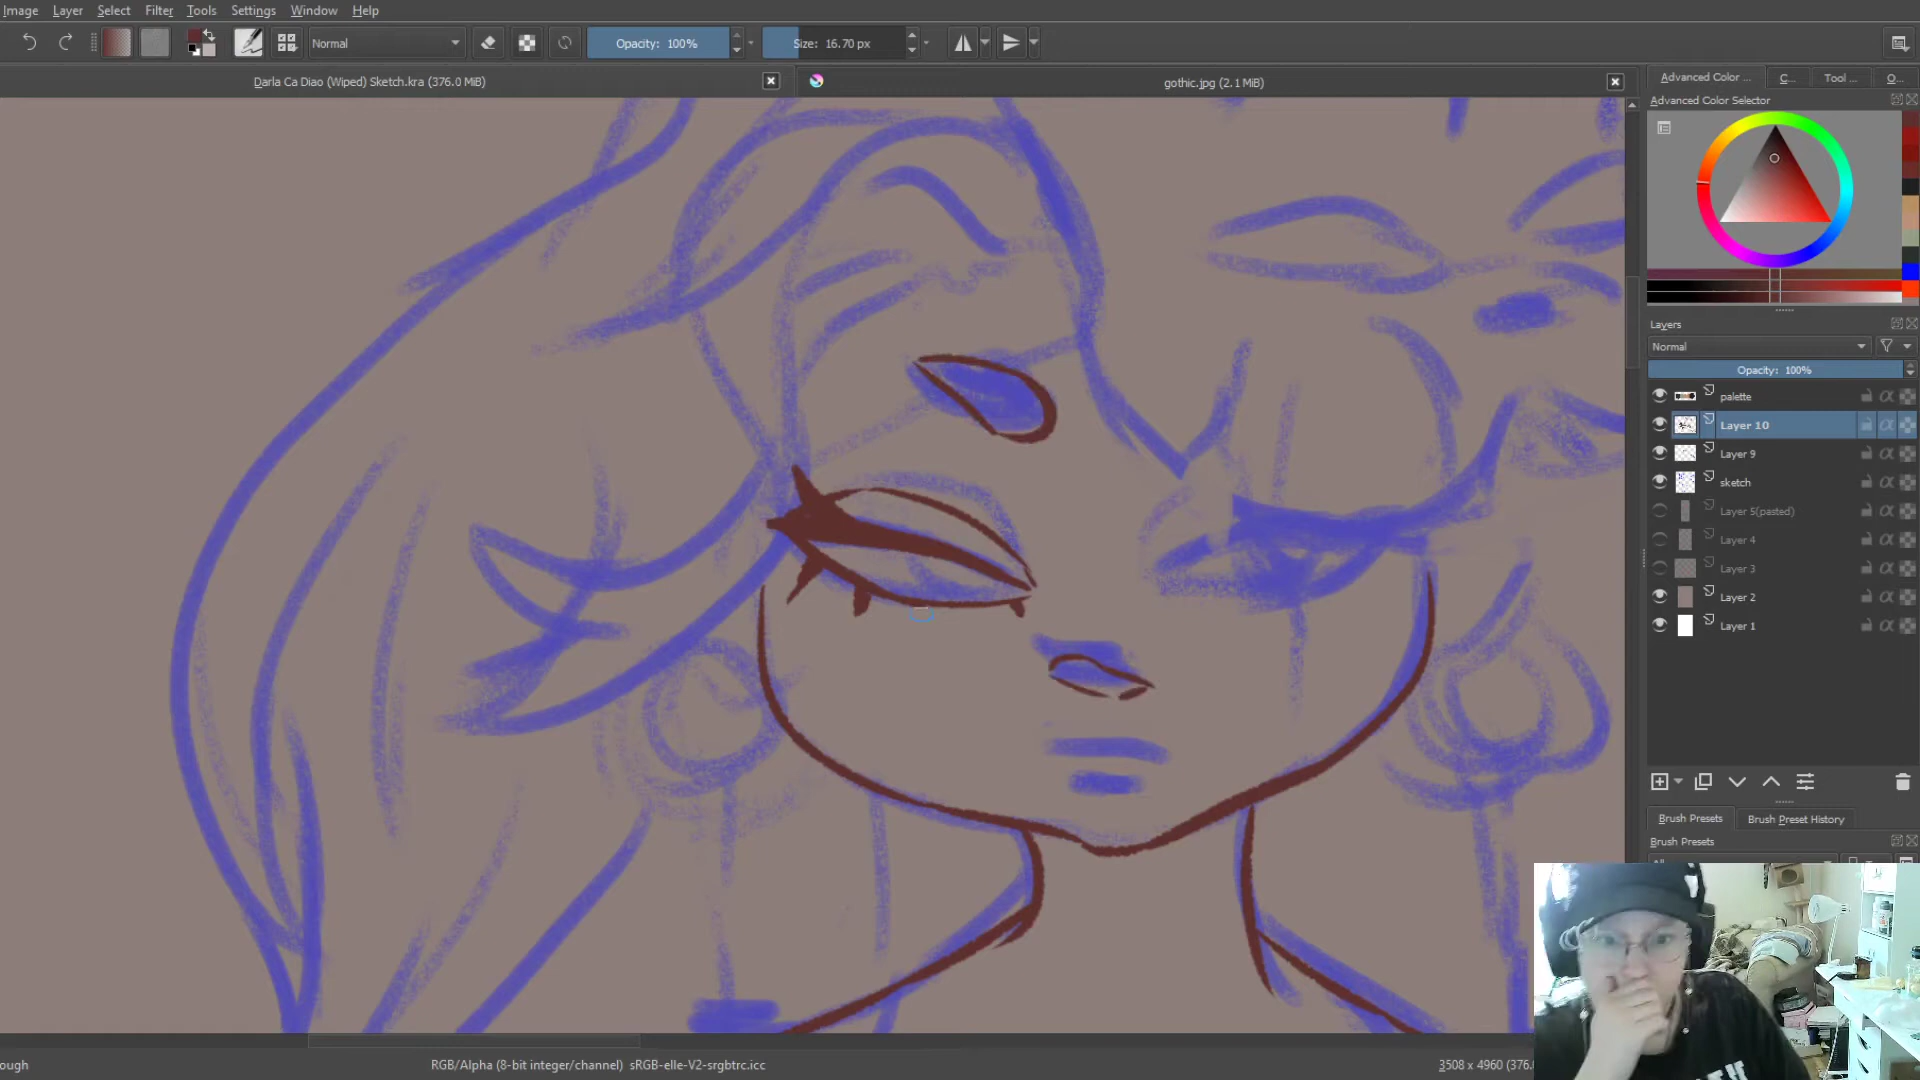 Image Layer Select Filter Tools Settings Window Help
Normal Opacity: 100% Size: 16.70 px
Darla Ca Diao (Wiped) Sketch.kra (376.0 MiB) gothic.jpg (2.1 MiB)
Advanced Color ... C... Tool ... O...
Advanced Color Selector
Layers
Normal
Opacity: 100%
palette
Layer 10
Layer 9
sketch
Layer 5(pasted)
Layer 4
Layer 3
Layer 2
Layer 1
Brush Presets Brush Preset History
Brush Presets
ough RGB/Alpha (8-bit integer/channel) sRGB-elle-V2-srgbtrc.icc 3508 x 4960 (376.